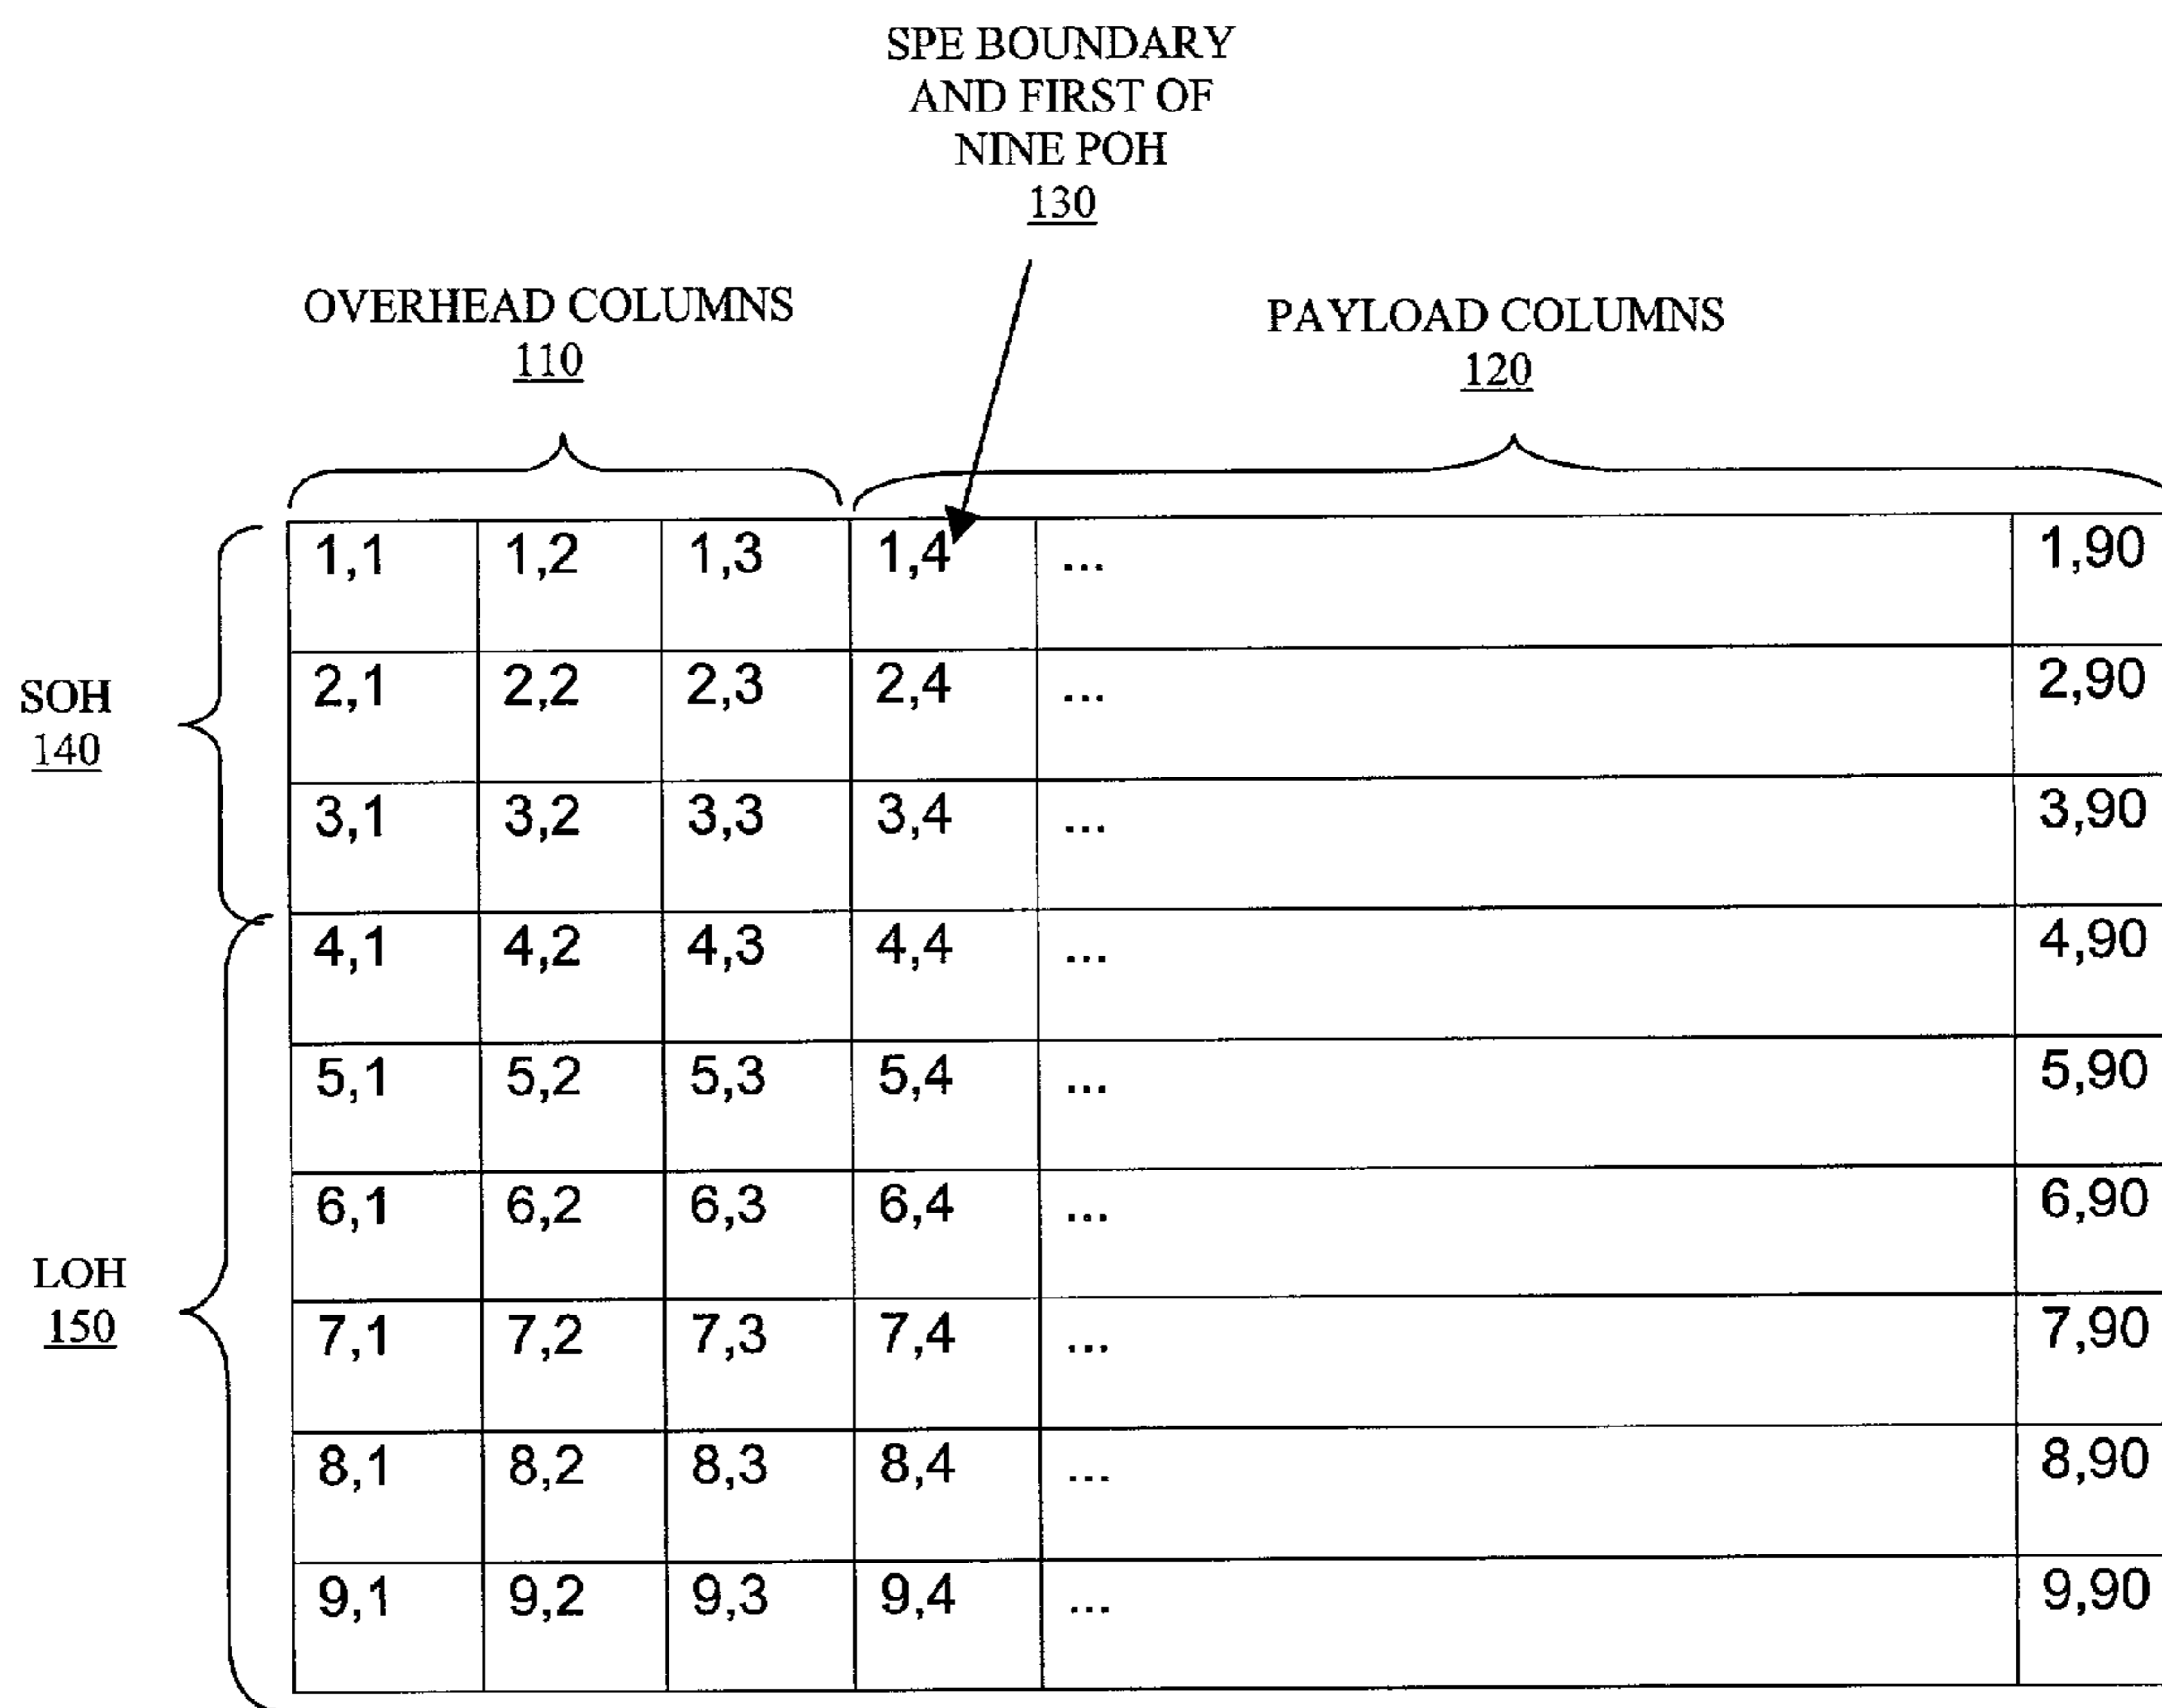 SPE BOUNDARY
AND FIRST OF
NINE POH
130
OVERHEAD COLUMNS
110
PAYLOAD COLUMNS
120
SOH
140
LOH
150
1,1 1,2 1,3 1,4 ... 1,90
2,1 2,2 2,3 2,4 ... 2,90
3,1 3,2 3,3 3,4 ... 3,90
4,1 4,2 4,3 4,4 ... 4,90
5,1 5,2 5,3 5,4 ... 5,90
6,1 6,2 6,3 6,4 ... 6,90
7,1 7,2 7,3 7,4 ... 7,90
8,1 8,2 8,3 8,4 ... 8,90
9,1 9,2 9,3 9,4 ... 9,90